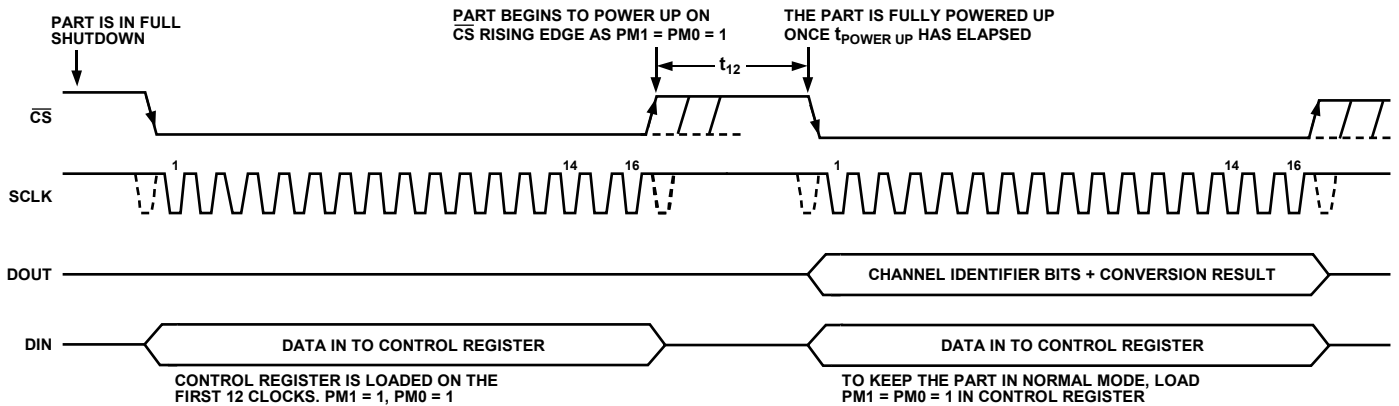 PART IS IN FULL
SHUTDOWN
PART BEGINS TO POWER UP ON
CS RISING EDGE AS PM1 = PM0 = 1
THE PART IS FULLY POWERED UP
ONCE tPOWER UP HAS ELAPSED
t12
CS
SCLK
1
14
16
1
14
16
DOUT
CHANNEL IDENTIFIER BITS + CONVERSION RESULT
DIN
DATA IN TO CONTROL REGISTER
DATA IN TO CONTROL REGISTER
CONTROL REGISTER IS LOADED ON THE
FIRST 12 CLOCKS. PM1 = 1, PM0 = 1
TO KEEP THE PART IN NORMAL MODE, LOAD
PM1 = PM0 = 1 IN CONTROL REGISTER